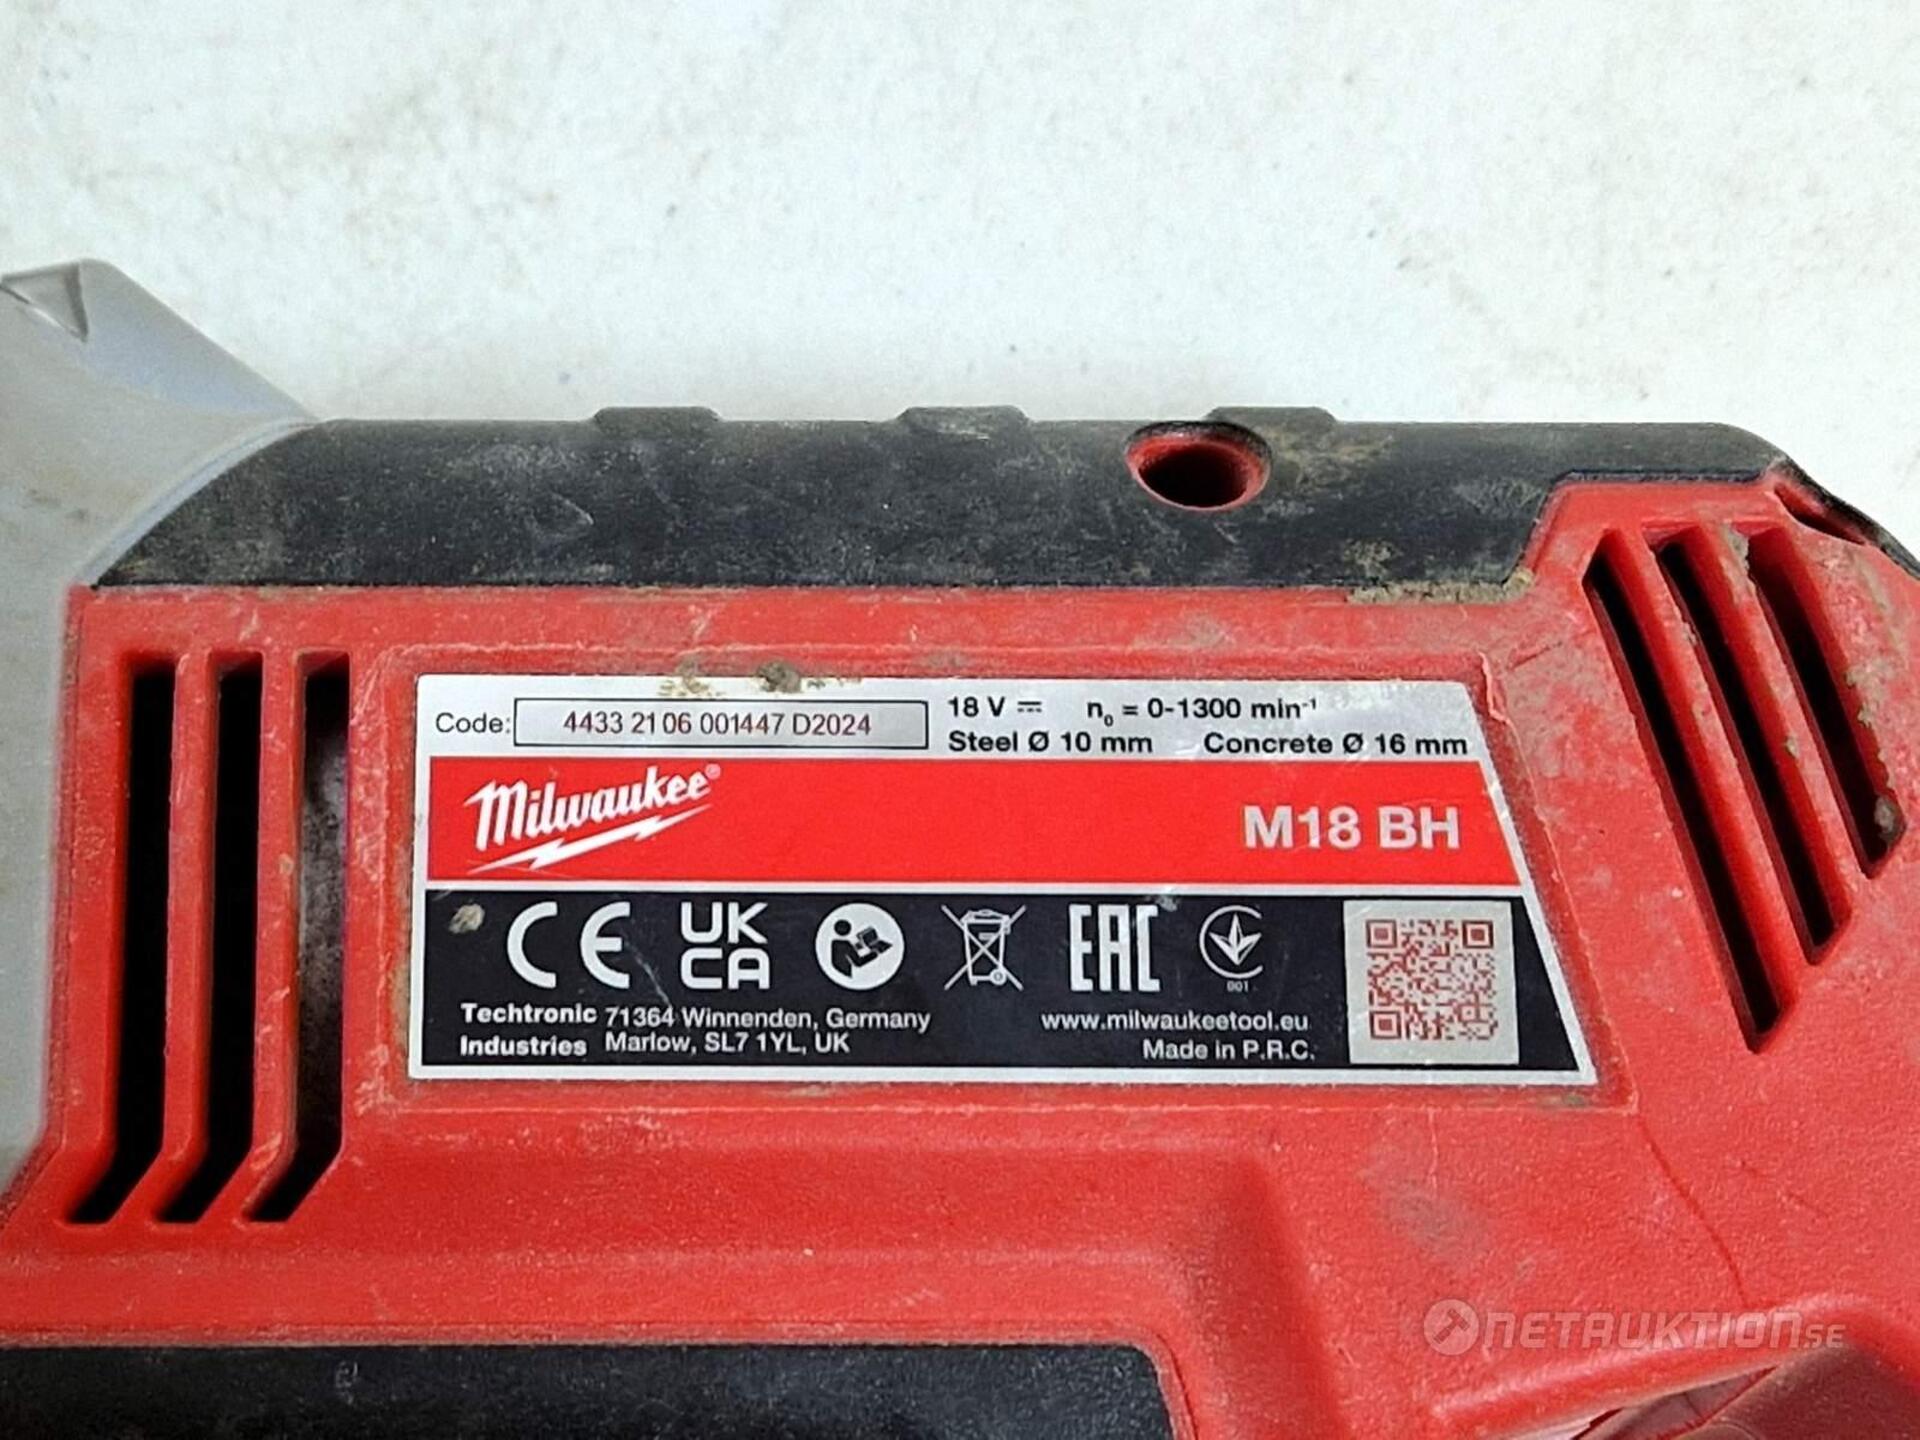 Code: 4433 21 06 001447 D2024
18 V ⎓ n₀ = 0-1300 min⁻¹
Steel Ø 10 mm Concrete Ø 16 mm
Milwaukee®
M18 BH
CE UK CA EAC
001
Techtronic Industries
71364 Winnenden, Germany
Marlow, SL7 1YL, UK
www.milwaukeetool.eu
Made in P.R.C.
NETAUKTION.SE